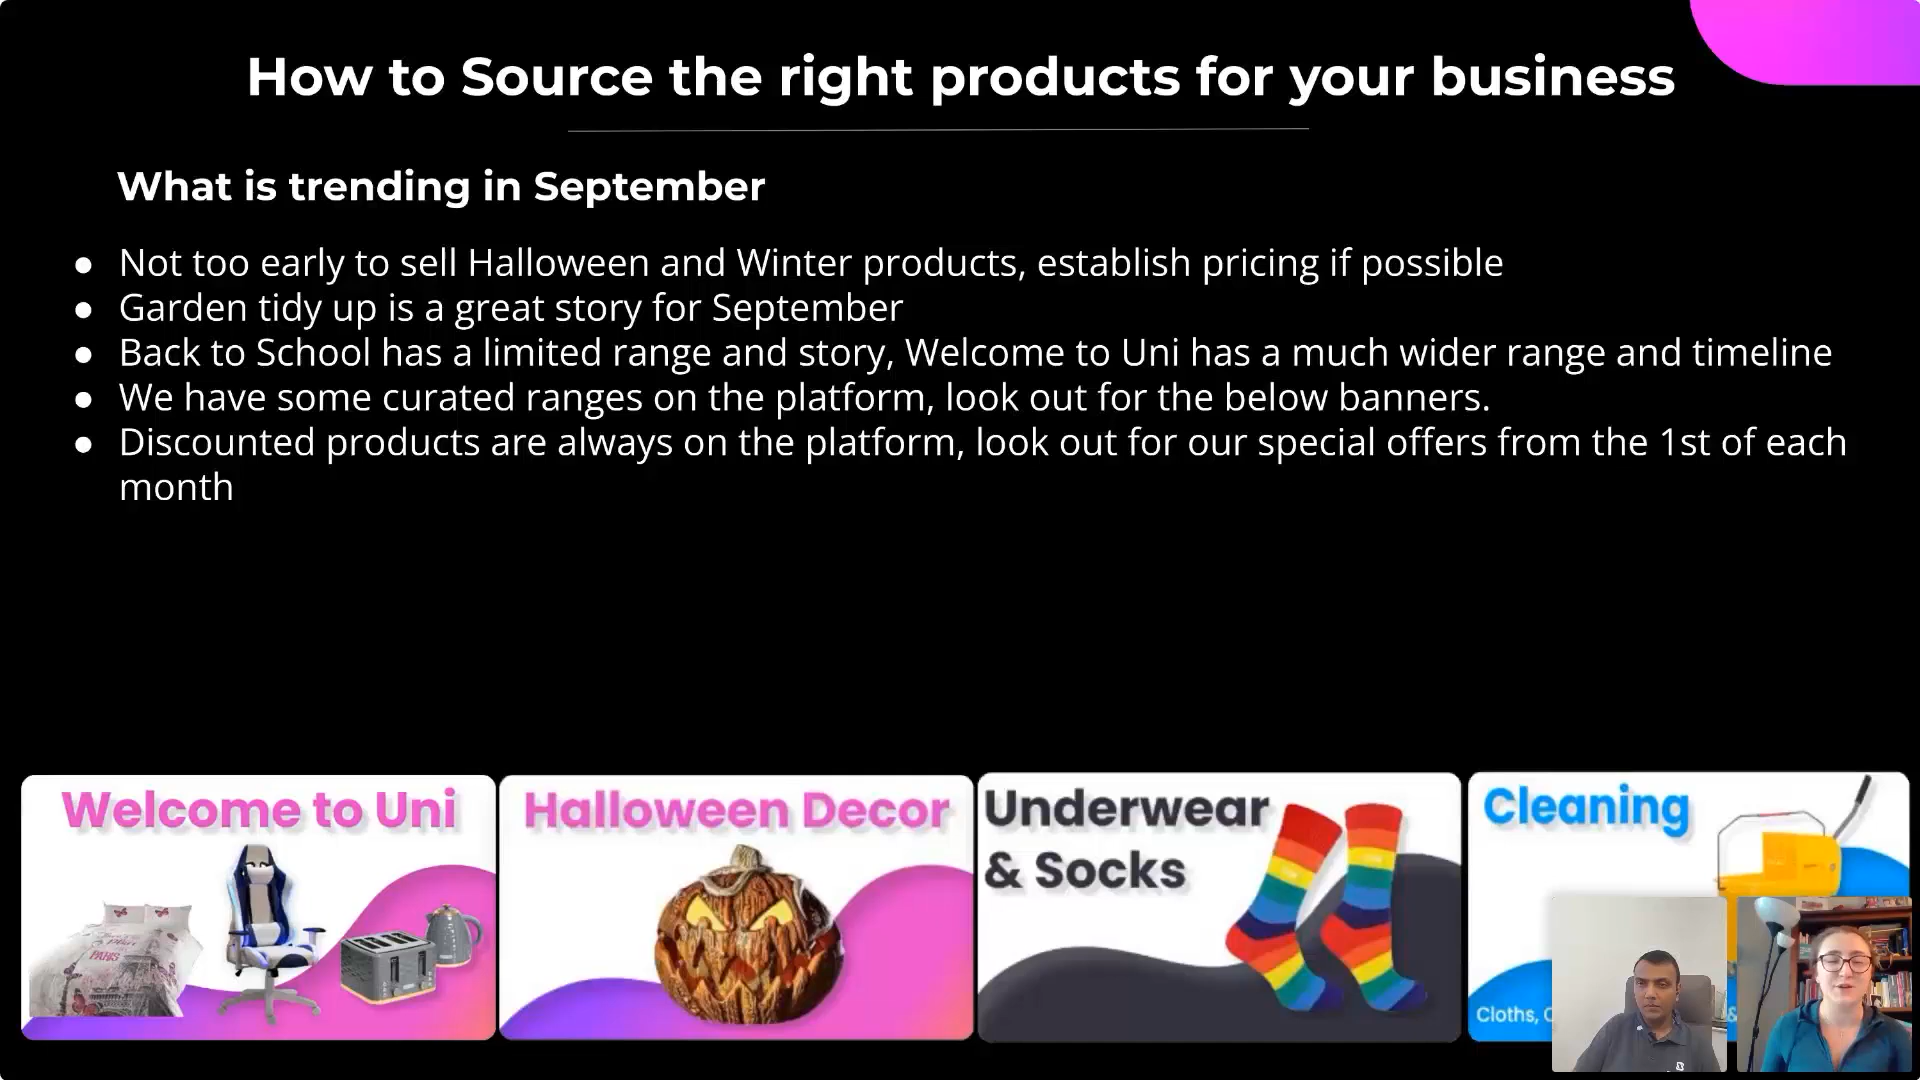 How to Source the right products for your business
What is trending in September
● Not too early to sell Halloween and Winter products, establish pricing if possible
● Garden tidy up is a great story for September
● Back to School has a limited range and story, Welcome to Uni has a much wider range and timeline
● We have some curated ranges on the platform, look out for the below banners.
● Discounted products are always on the platform, look out for our special offers from the 1st of each
month
Welcome to Uni
Halloween Decor
Underwear
& Socks
Cleaning
PARIS
Cloths,